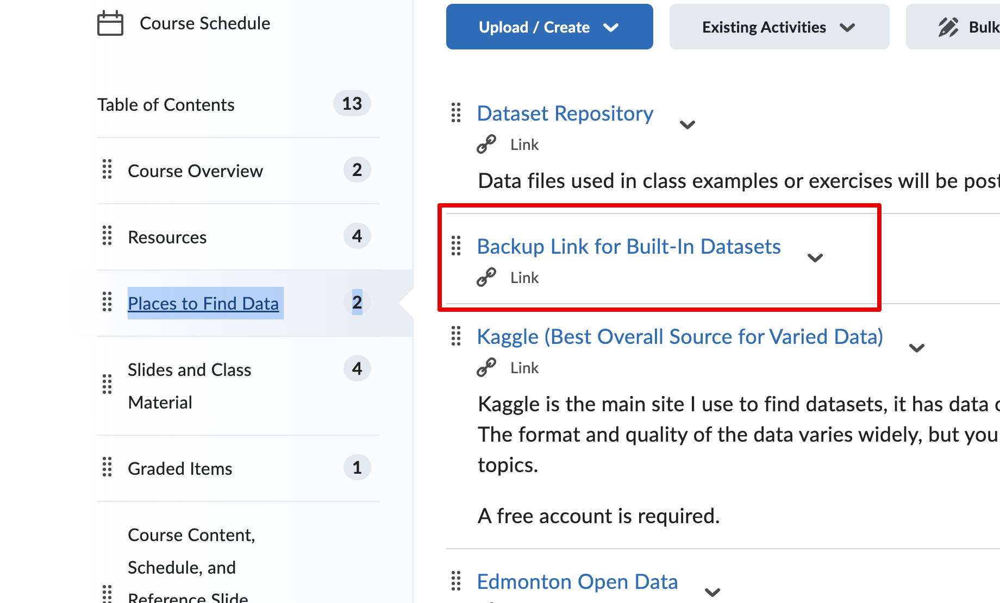 Course Schedule
Table of Contents 13
Course Overview 2
Resources 4
Places to Find Data 2
Slides and Class 4
Material
Graded Items 1
Course Content,
Schedule, and
Reference Slide
Upload / Create
Existing Activities
Bulk
Dataset Repository
Link
Data files used in class examples or exercises will be post
Backup Link for Built-In Datasets
Link
Kaggle (Best Overall Source for Varied Data)
Link
Kaggle is the main site I use to find datasets, it has data
The format and quality of the data varies widely, but you
topics.
A free account is required.
Edmonton Open Data